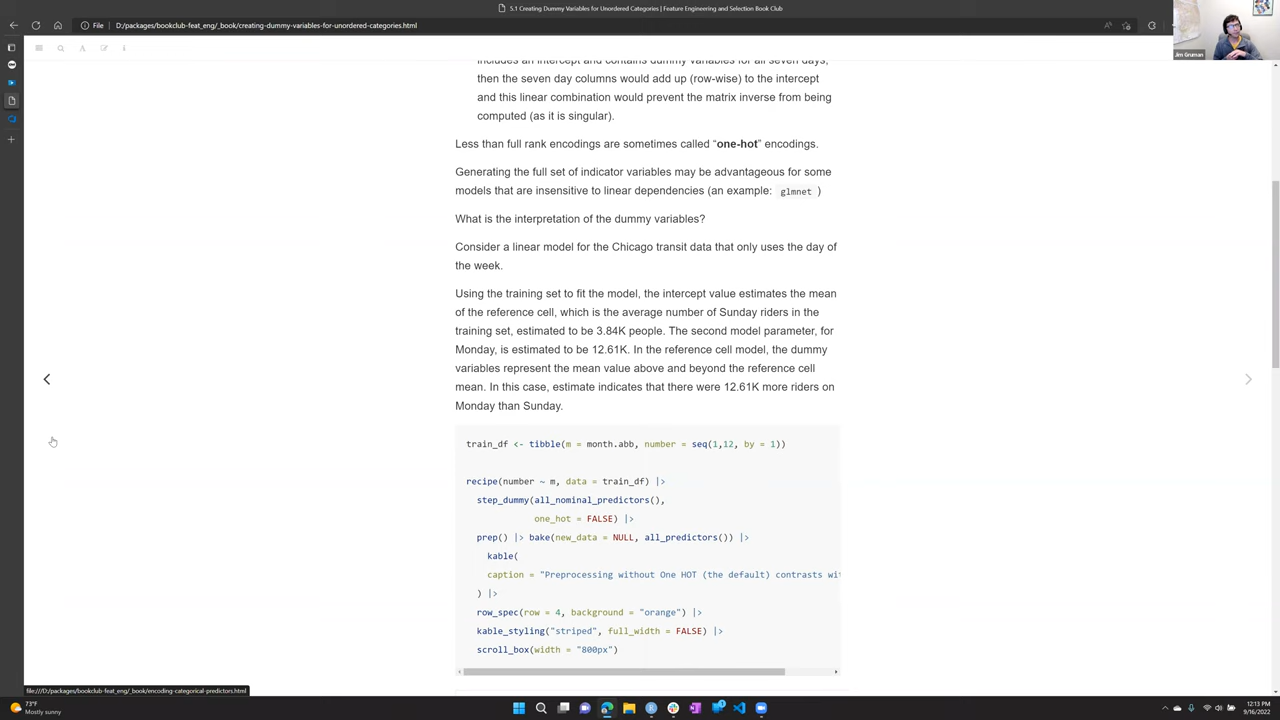 5.1 Creating Dummy Variables for Unordered Categories | Feature Engineering and Selection Book Club
File
D:/packages/bookclub-feat_eng/_book/creating-dummy-variables-for-unordered-categories.html
Jim Gruman
includes an intercept and contains dummy variables for all seven days,
then the seven day columns would add up (row-wise) to the intercept
and this linear combination would prevent the matrix inverse from being
computed (as it is singular).
Less than full rank encodings are sometimes called “one-hot” encodings.
Generating the full set of indicator variables may be advantageous for some
models that are insensitive to linear dependencies (an example: glmnet )
What is the interpretation of the dummy variables?
Consider a linear model for the Chicago transit data that only uses the day of
the week.
Using the training set to fit the model, the intercept value estimates the mean
of the reference cell, which is the average number of Sunday riders in the
training set, estimated to be 3.84K people. The second model parameter, for
Monday, is estimated to be 12.61K. In the reference cell model, the dummy
variables represent the mean value above and beyond the reference cell
mean. In this case, estimate indicates that there were 12.61K more riders on
Monday than Sunday.
train_df <- tibble(m = month.abb, number = seq(1,12, by = 1))
recipe(number ~ m, data = train_df) |>
step_dummy(all_nominal_predictors(),
one_hot = FALSE) |>
prep() |> bake(new_data = NULL, all_predictors()) |>
kable(
caption = "Preprocessing without One HOT (the default) contrasts wi
) |>
row_spec(row = 4, background = "orange") |>
kable_styling("striped", full_width = FALSE) |>
scroll_box(width = "800px")
file:///D:/packages/bookclub-feat_eng/_book/encoding-categorical-predictors.html
73°F
Mostly sunny
12:13 PM
9/16/2022